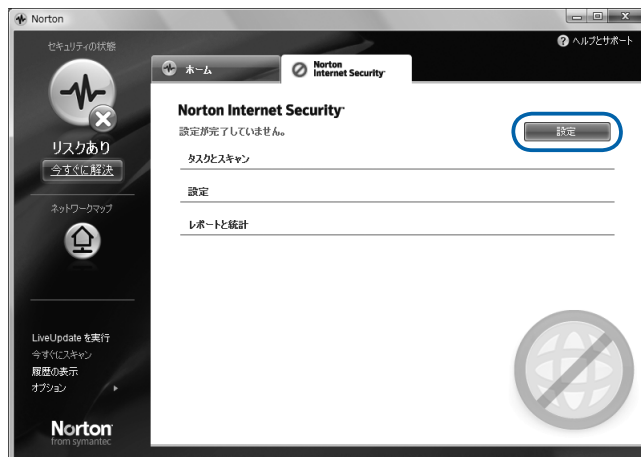 Norton
ヘルプとサポート
セキュリティの状態
リスクあり
今すぐに解決
ネットワークマップ
LiveUpdate を実行
今すぐにスキャン
履歴の表示
オプション
Norton
from symantec
ホーム
Norton
Internet Security
Norton Internet Security
設定が完了していません。
設定
タスクとスキャン
設定
レポートと統計